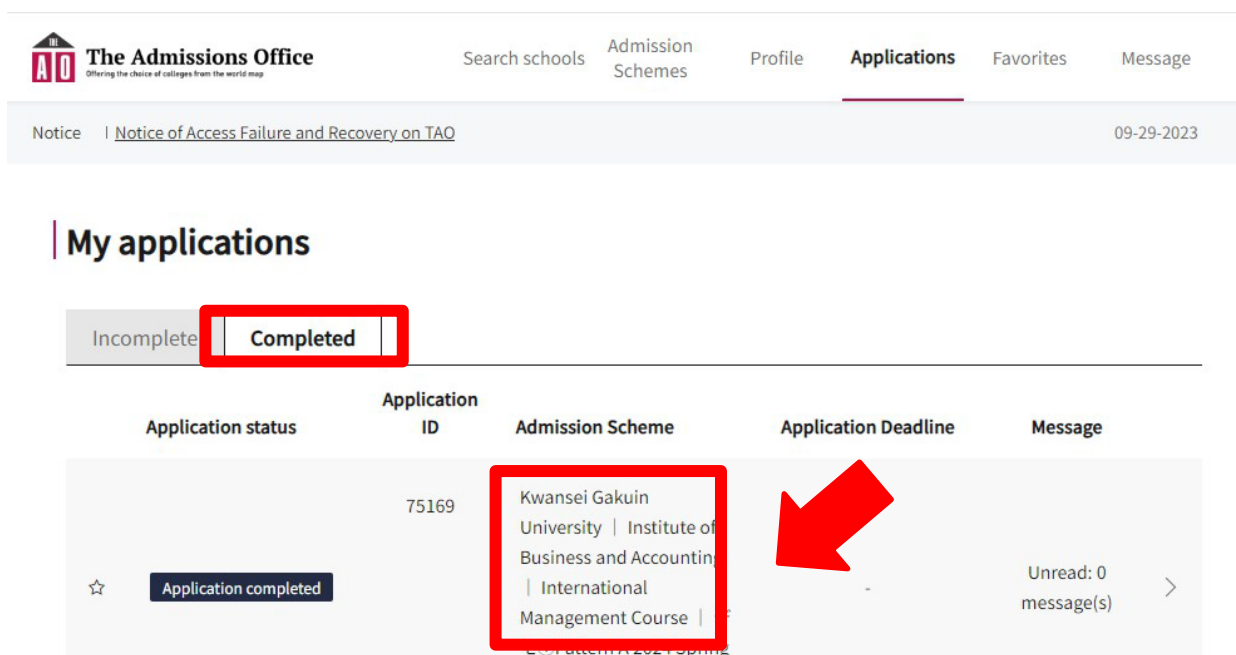 THE
AO
The Admissions Office
Offering the choice of colleges from the world map
Search schools
Admission
Schemes
Profile
Applications
Favorites
Message
Notice | Notice of Access Failure and Recovery on TAO
09-29-2023
My applications
Incomplete
Completed
Application status
Application
ID
Admission Scheme
Application Deadline
Message
75169
Kwansei Gakuin
University | Institute of
Business and Accounting
| International
Management Course |
Application completed
-
Unread: 0
message(s)
2024 Spring